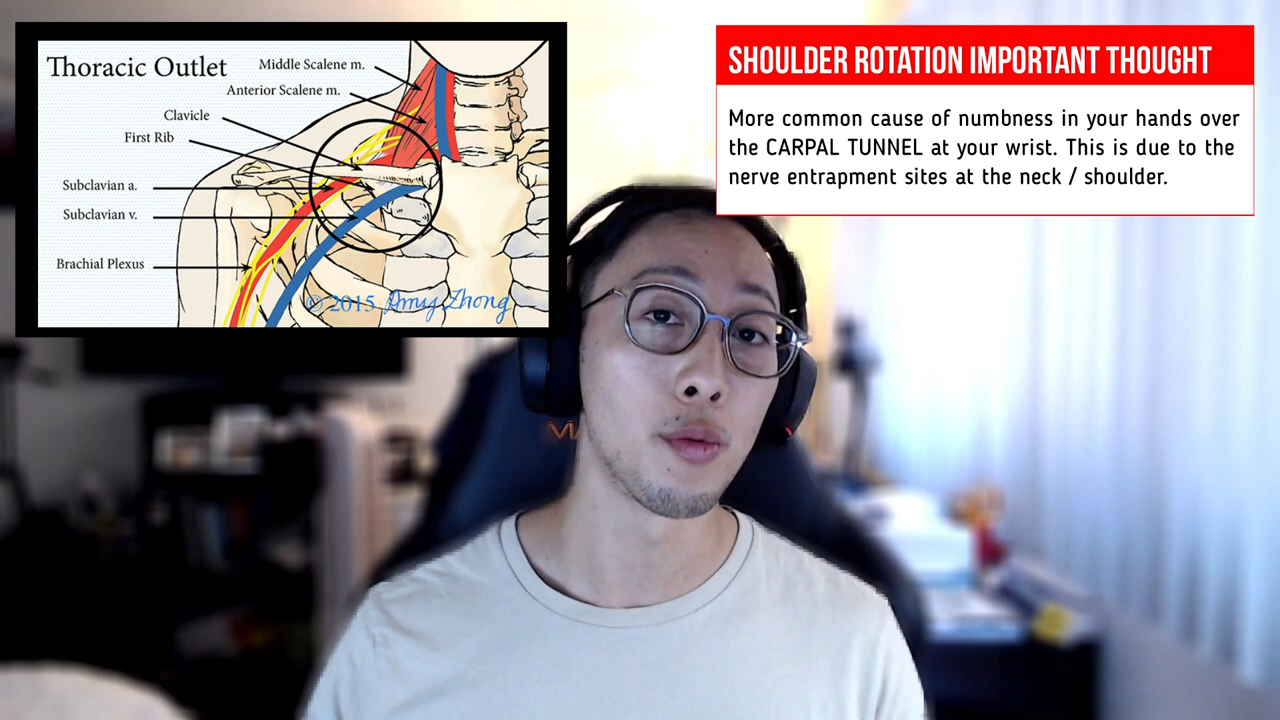 Thoracic Outlet
Middle Scalene m.
Anterior Scalene m.
Clavicle
First Rib
Subclavian a.
Subclavian v.
Brachial Plexus
© 2015 Amy Zhong
SHOULDER ROTATION IMPORTANT THOUGHT
More common cause of numbness in your hands over
the CARPAL TUNNEL at your wrist. This is due to the
nerve entrapment sites at the neck / shoulder.